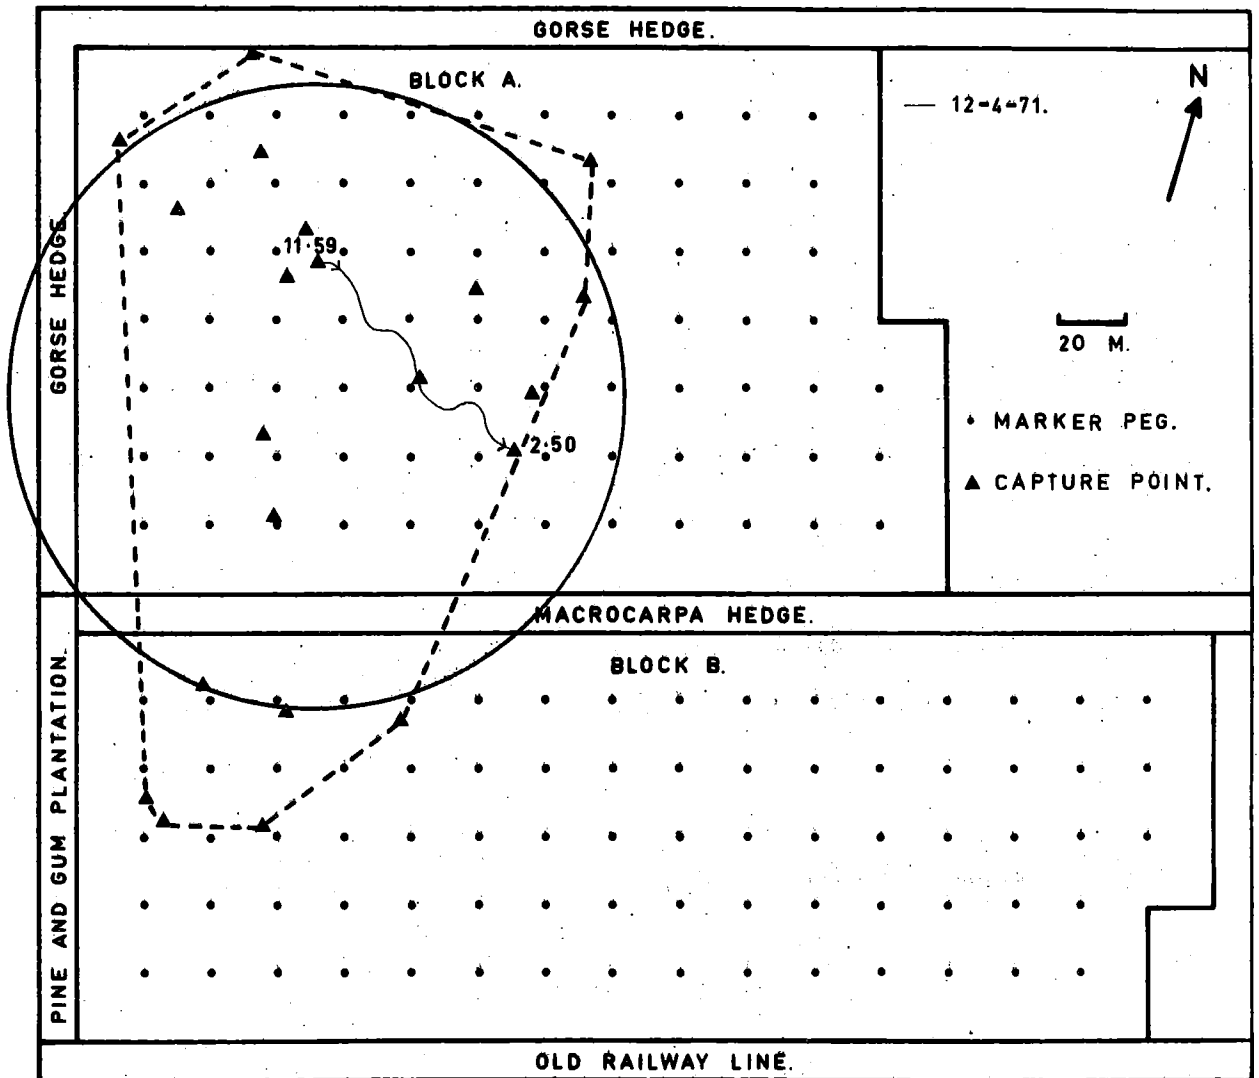 GORSE HEDGE.
BLOCK A.
N
— 12-4-71.
GORSE HEDGE.
11·59
20 M.
MARKER PEG.
2·50
CAPTURE POINT.
MACROCARPA HEDGE.
BLOCK B.
PINE AND GUM PLANTATION.
OLD RAILWAY LINE.